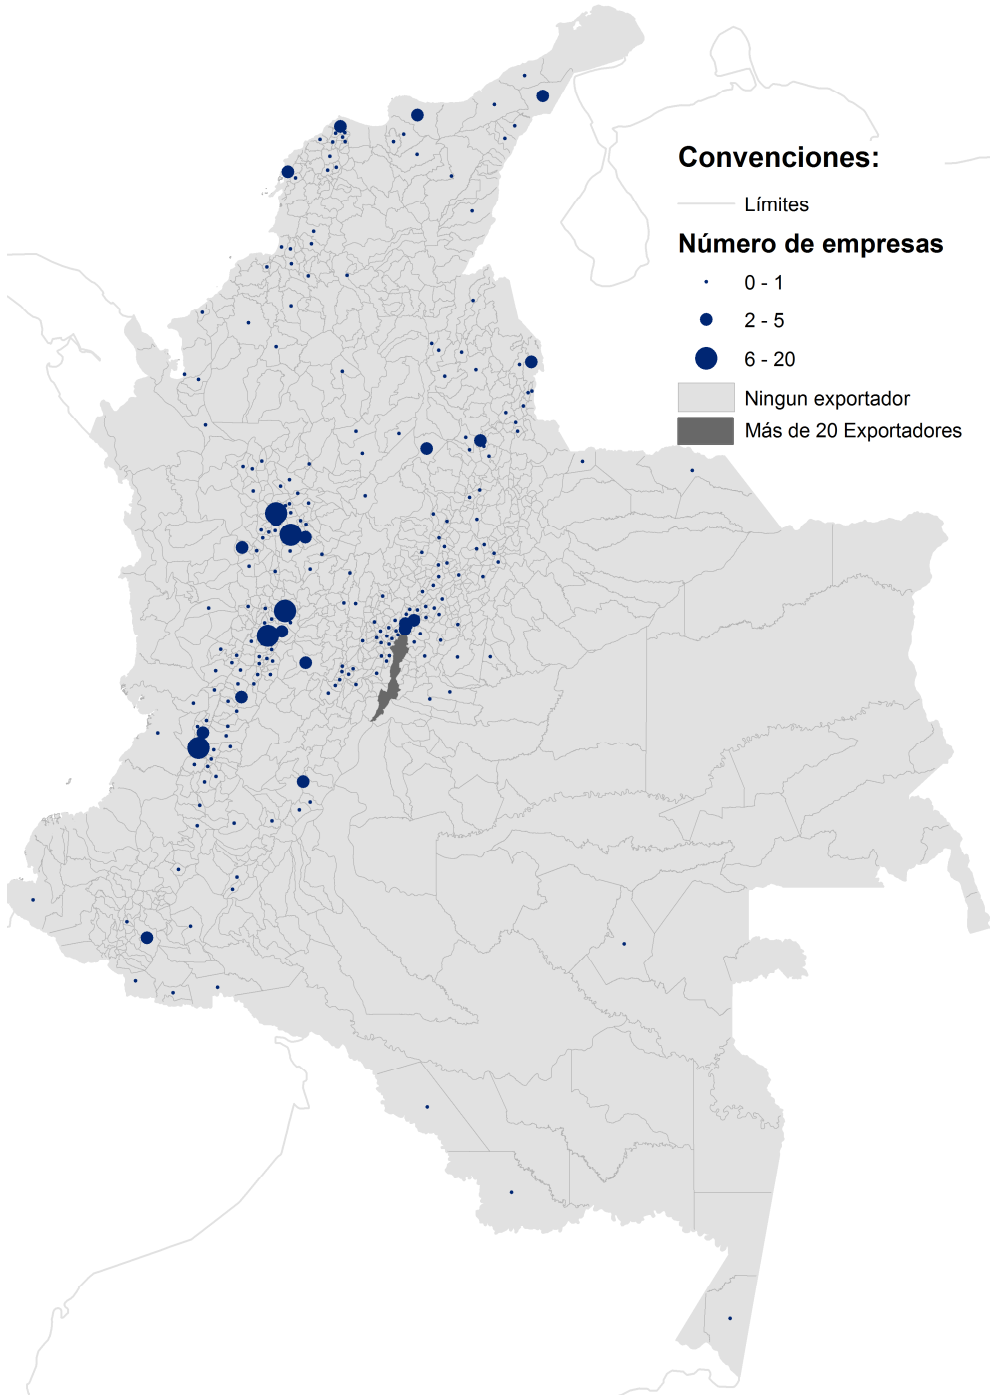 Convenciones:
Límites
Número de empresas
0 - 1
2 - 5
6 - 20
Ningun exportador
Más de 20 Exportadores